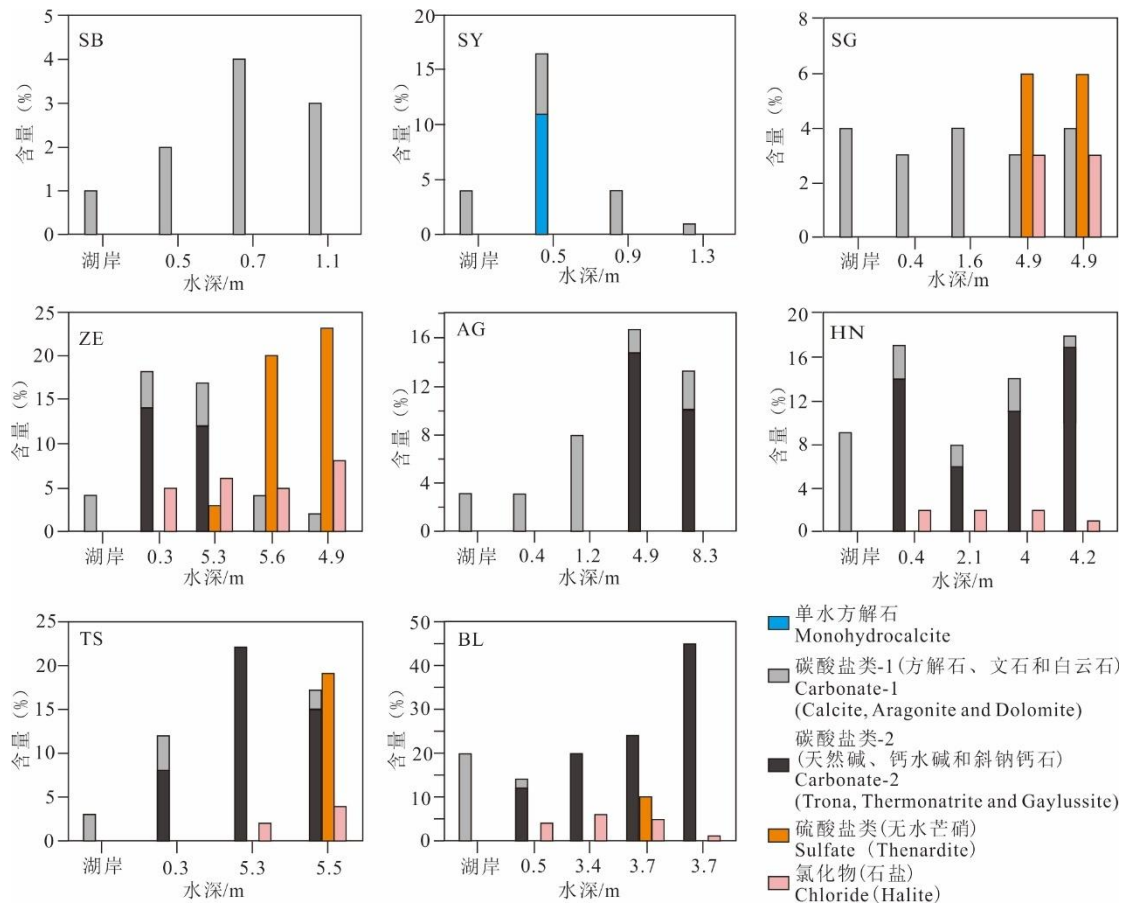 SB
含量 (%)
5
4
3
2
1
0
湖岸 0.5 0.7 1.1
水深/m
SY
含量 (%)
20
15
10
5
0
湖岸 0.5 0.9 1.3
水深/m
SG
含量 (%)
8
6
4
2
0
湖岸 0.4 1.6 4.9 4.9
水深/m
ZE
含量 (%)
25
20
15
10
5
0
湖岸 0.3 5.3 5.6 4.9
水深/m
AG
含量 (%)
16
12
8
4
0
湖岸 0.4 1.2 4.9 8.3
水深/m
HN
含量 (%)
20
16
12
8
4
0
湖岸 0.4 2.1 4 4.2
水深/m
TS
含量 (%)
25
20
15
10
5
0
湖岸 0.3 5.3 5.5
水深/m
BL
含量 (%)
50
40
30
20
10
0
湖岸 0.5 3.4 3.7 3.7
水深/m
单水方解石
Monohydrocalcite
碳酸盐类-1(方解石、文石和白云石)
Carbonate-1
(Calcite, Aragonite and Dolomite)
碳酸盐类-2
(天然碱、钙水碱和斜钠钙石)
Carbonate-2
(Trona, Thermonatrite and Gaylussite)
硫酸盐类(无水芒硝)
Sulfate (Thenardite)
氯化物(石盐)
Chloride(Halite)